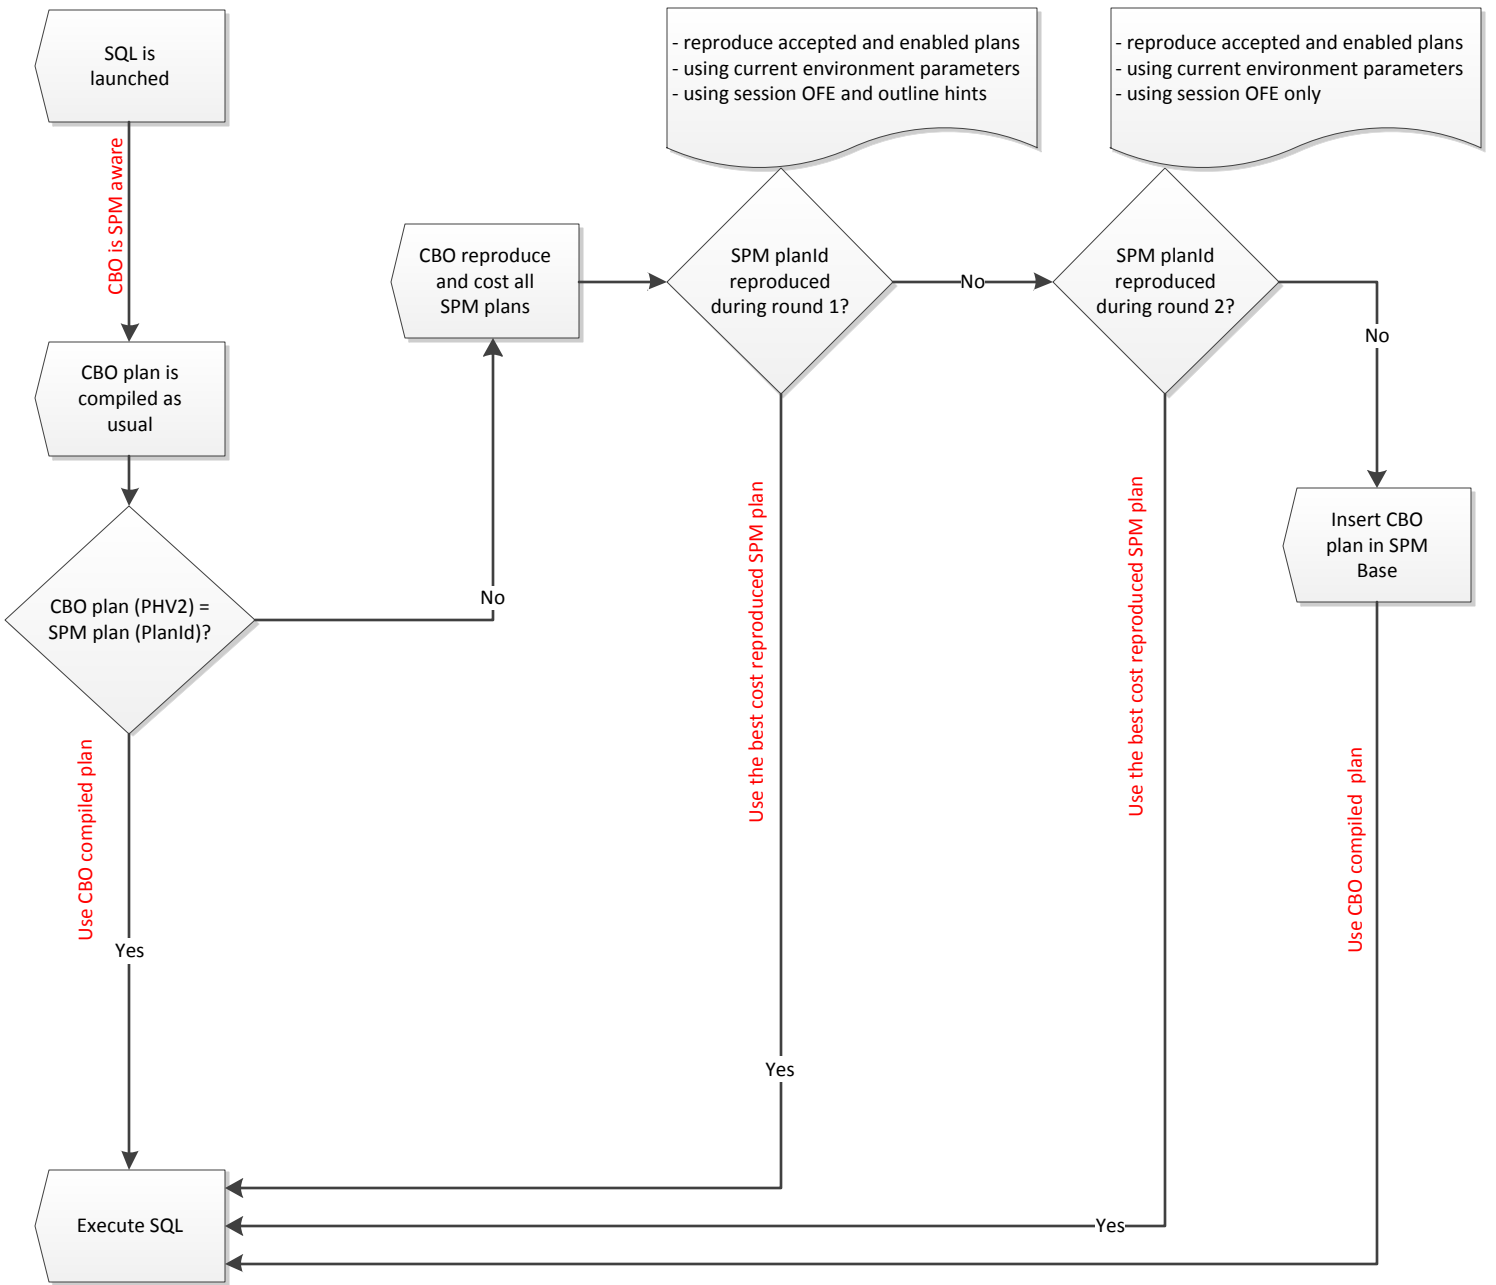 SQL is
launched
CBO is SPM aware
CBO plan is
compiled as
usual
CBO plan (PHV2) =
SPM plan (PlanId)?
No
Use CBO compiled plan
Yes
Execute SQL
CBO reproduce
and cost all
SPM plans
- reproduce accepted and enabled plans
- using current environment parameters
- using session OFE and outline hints
SPM planId
reproduced
during round 1?
No
Use the best cost reproduced SPM plan
Yes
- reproduce accepted and enabled plans
- using current environment parameters
- using session OFE only
SPM planId
reproduced
during round 2?
No
Use the best cost reproduced SPM plan
Yes
Insert CBO
plan in SPM
Base
Use CBO compiled  plan